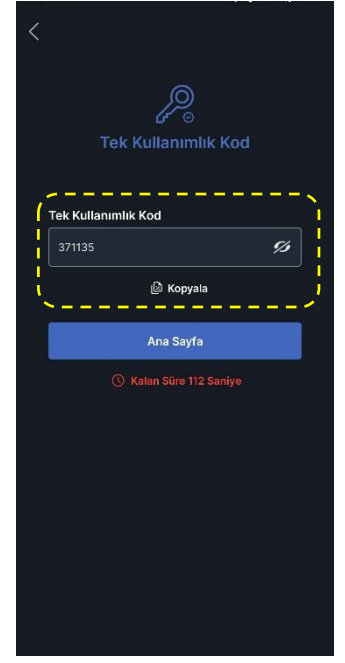 Tek Kullanımlık Kod
Tek Kullanımlık Kod
371135
Kopyala
Ana Sayfa
Kalan Süre 112 Saniye